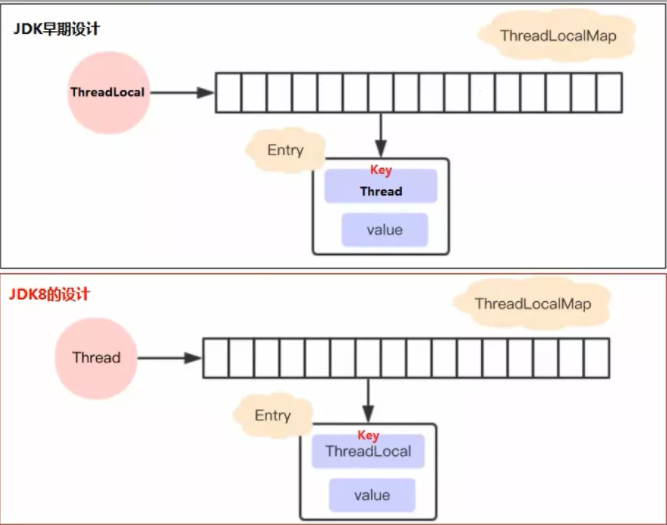 JDK早期设计
ThreadLocalMap
ThreadLocal
Entry
Key
Thread
value
JDK8的设计
ThreadLocalMap
Thread
Entry
Key
ThreadLocal
value